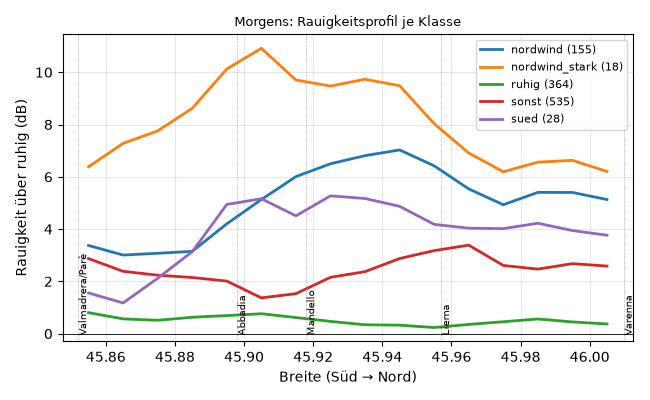 Morgens: Rauigkeitsprofil je Klasse
Rauigkeit über ruhig (dB)
10
8
6
4
2
0
nordwind (155)
nordwind_stark (18)
ruhig (364)
sonst (535)
sued (28)
Valmadrera/Parè
Abbadia
Mandello
Lierna
Varenna
45.86
45.88
45.90
45.92
45.94
45.96
45.98
46.00
Breite (Süd → Nord)